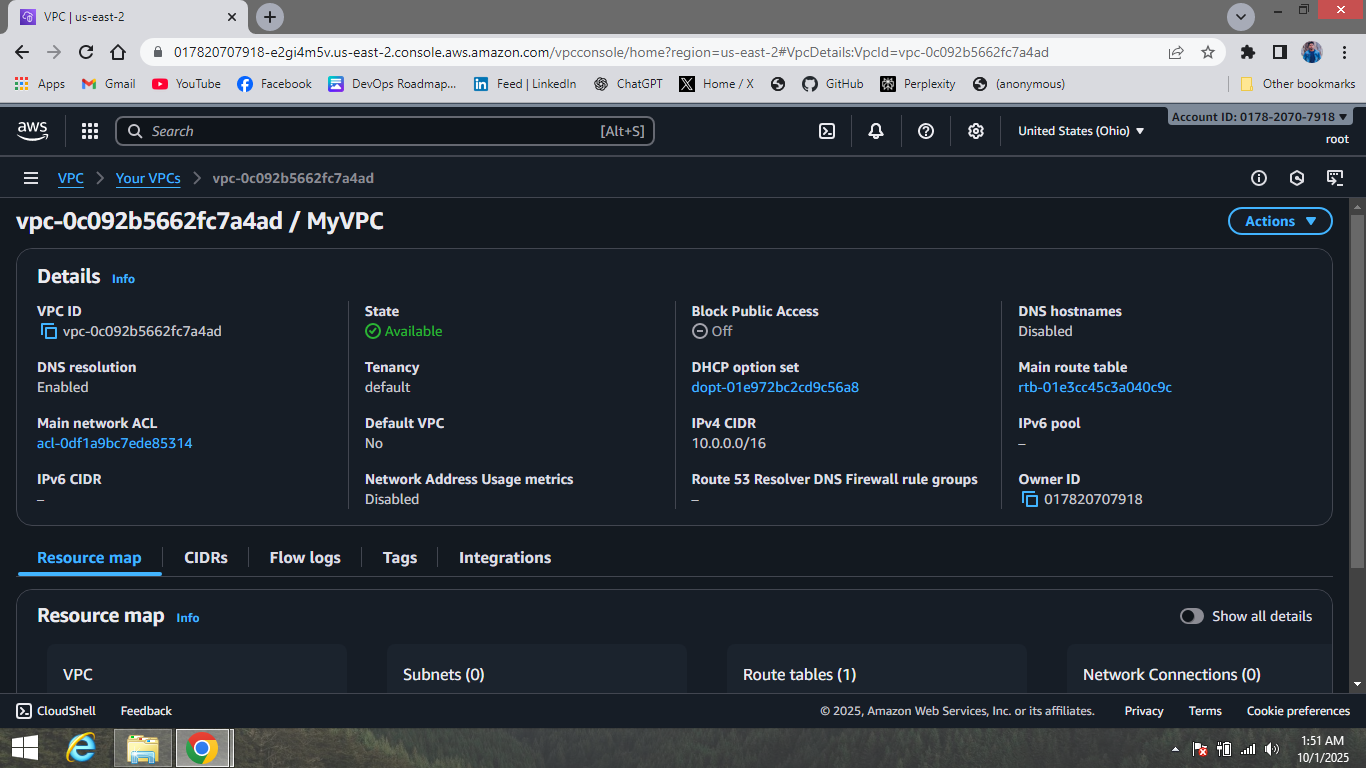 VPC | us-east-2
017820707918-e2gi4m5v.us-east-2.console.aws.amazon.com/vpcconsole/home?region=us-east-2#VpcDetails:VpcId=vpc-0c092b5662fc7a4ad
Apps Gmail YouTube Facebook DevOps Roadmap... Feed | LinkedIn ChatGPT Home / X GitHub Perplexity (anonymous) Other bookmarks
aws Search [Alt+S] United States (Ohio) Account ID: 0178-2070-7918
root
VPC Your VPCs vpc-0c092b5662fc7a4ad
vpc-0c092b5662fc7a4ad / MyVPC Actions
Details Info
VPC ID State Block Public Access DNS hostnames
vpc-0c092b5662fc7a4ad Available Off Disabled
DNS resolution Tenancy DHCP option set Main route table
Enabled default dopt-01e972bc2cd9c56a8 rtb-01e3cc45c3a040c9c
Main network ACL Default VPC IPv4 CIDR IPv6 pool
acl-0df1a9bc7ede85314 No 10.0.0.0/16 –
IPv6 CIDR Network Address Usage metrics Route 53 Resolver DNS Firewall rule groups Owner ID
– Disabled – 017820707918
Resource map CIDRs Flow logs Tags Integrations
Resource map Info Show all details
VPC Subnets (0) Route tables (1) Network Connections (0)
CloudShell Feedback © 2025, Amazon Web Services, Inc. or its affiliates. Privacy Terms Cookie preferences
1:51 AM
10/1/2025